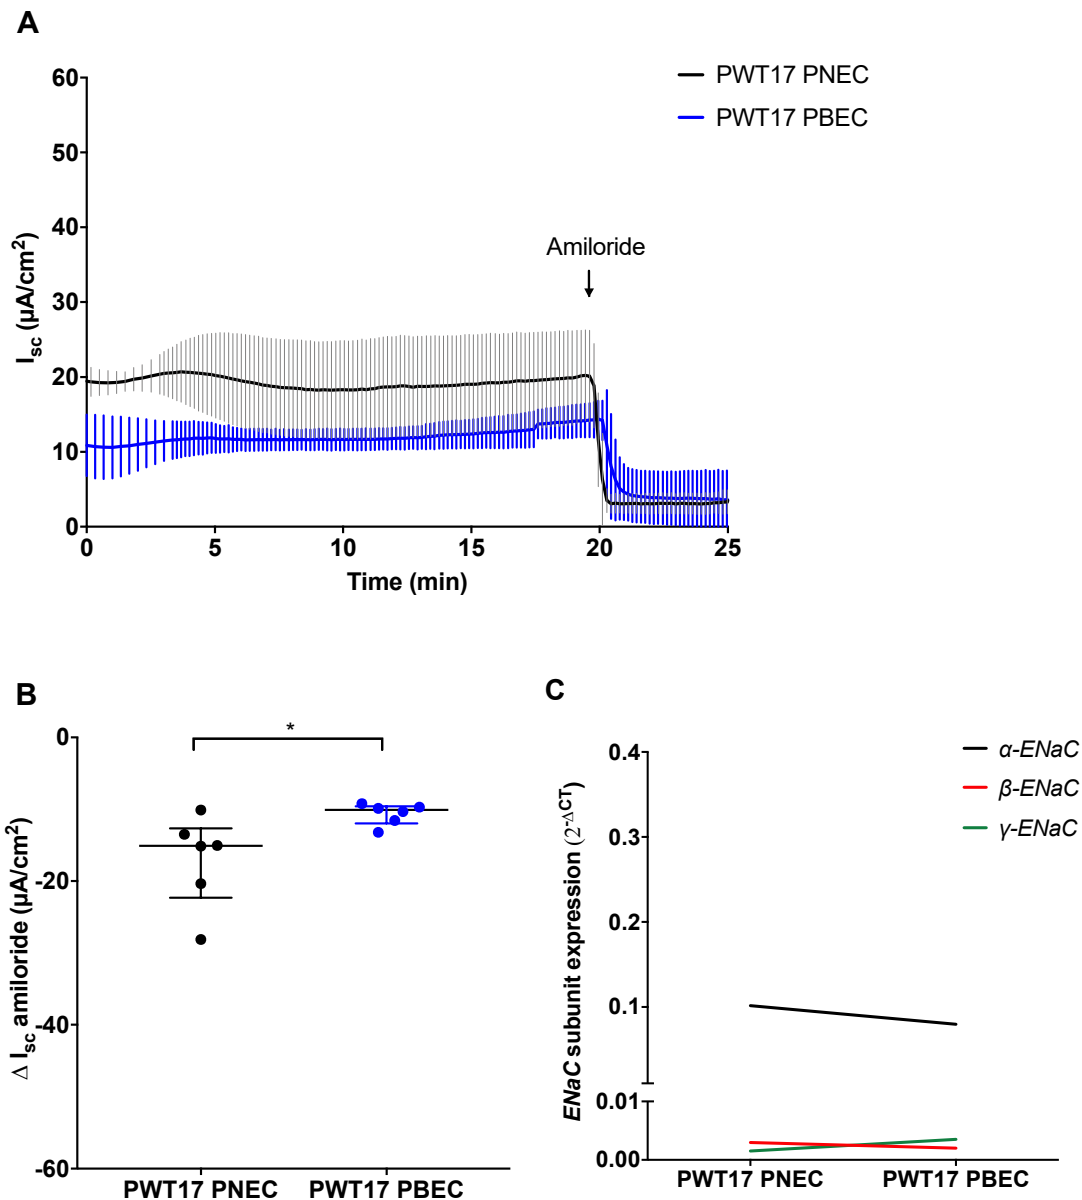 A
PWT17 PNEC
PWT17 PBEC
60
50
40
30
20
10
0
Isc (µA/cm²)
Amiloride
0 5 10 15 20 25
Time (min)
B
0
-20
-40
-60
Δ Isc amiloride (µA/cm²)
*
PWT17 PNEC PWT17 PBEC
C
α-ENaC
β-ENaC
γ-ENaC
0.4
0.3
0.2
0.1
0.01
0.00
ENaC subunit expression (2-ΔCT)
PWT17 PNEC PWT17 PBEC